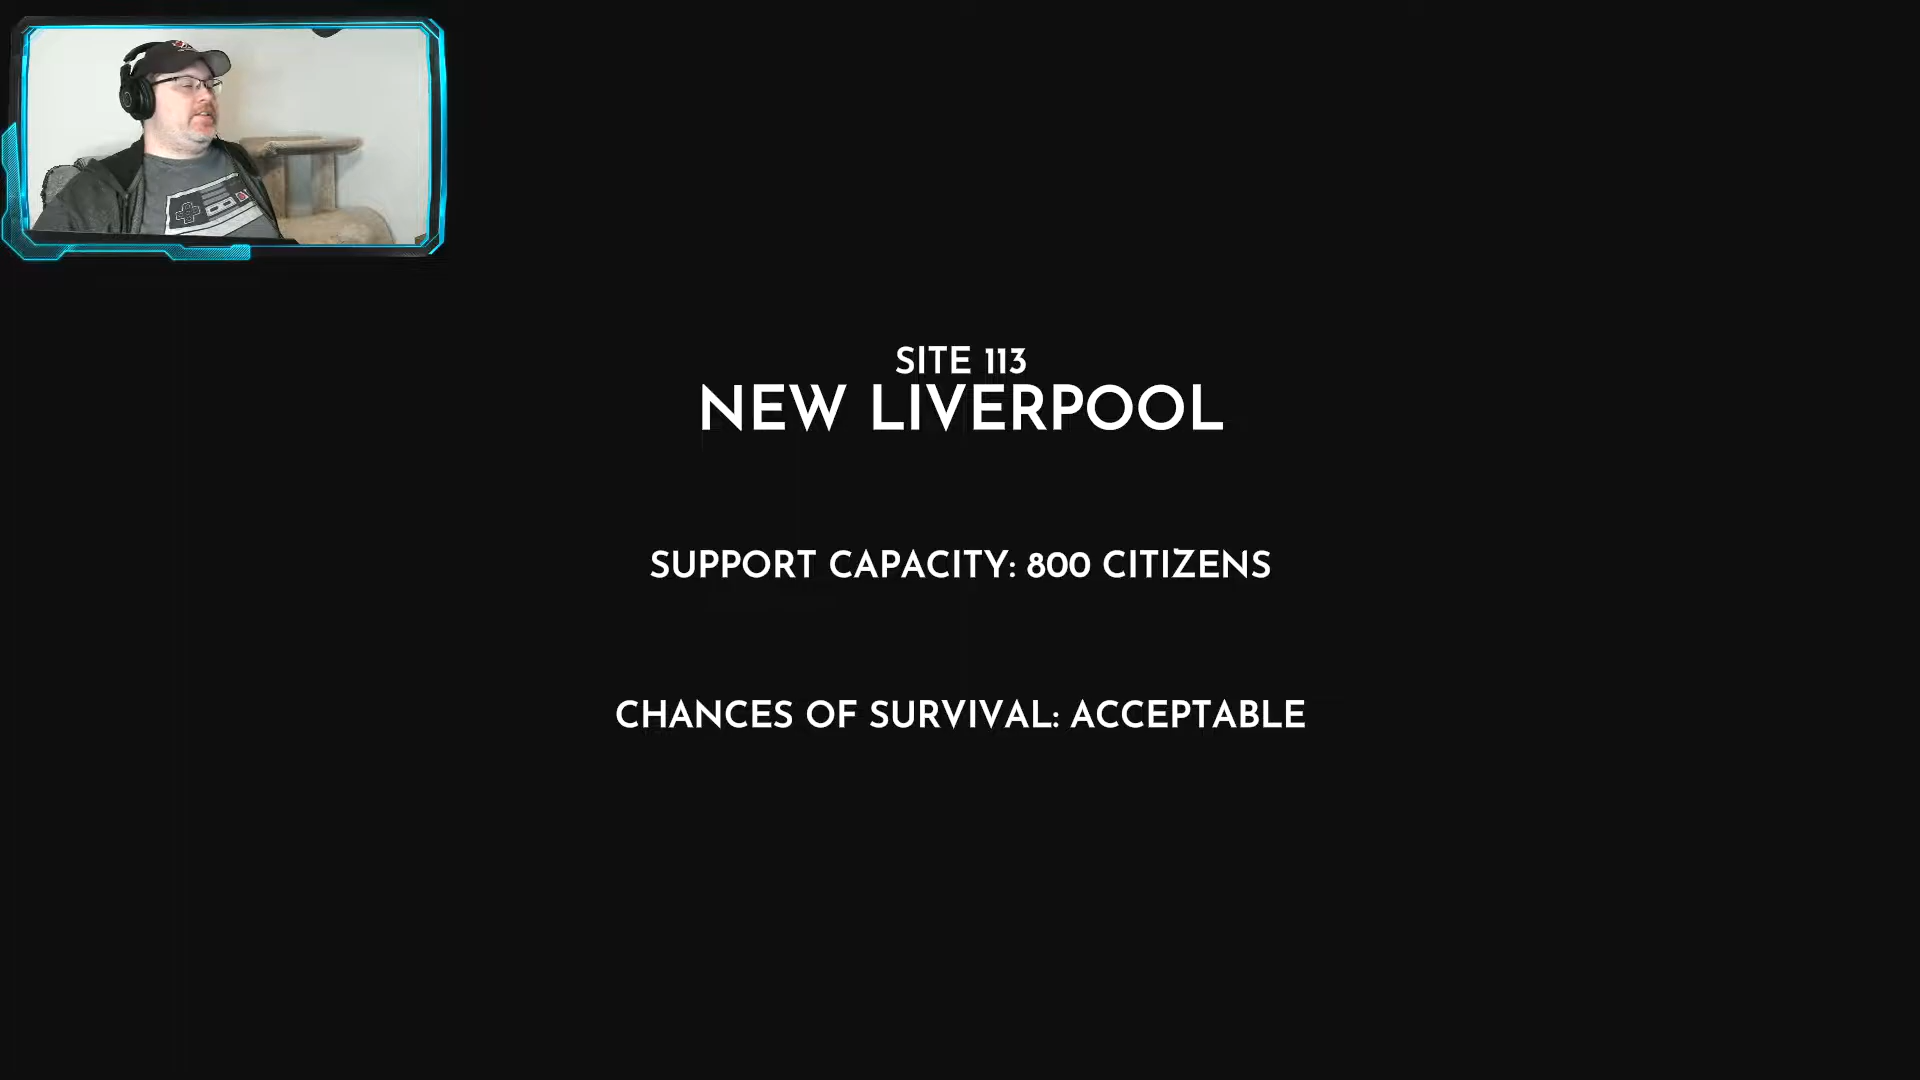 SITE 113
NEW LIVERPOOL
SUPPORT CAPACITY: 800 CITIZENS
CHANCES OF SURVIVAL: ACCEPTABLE